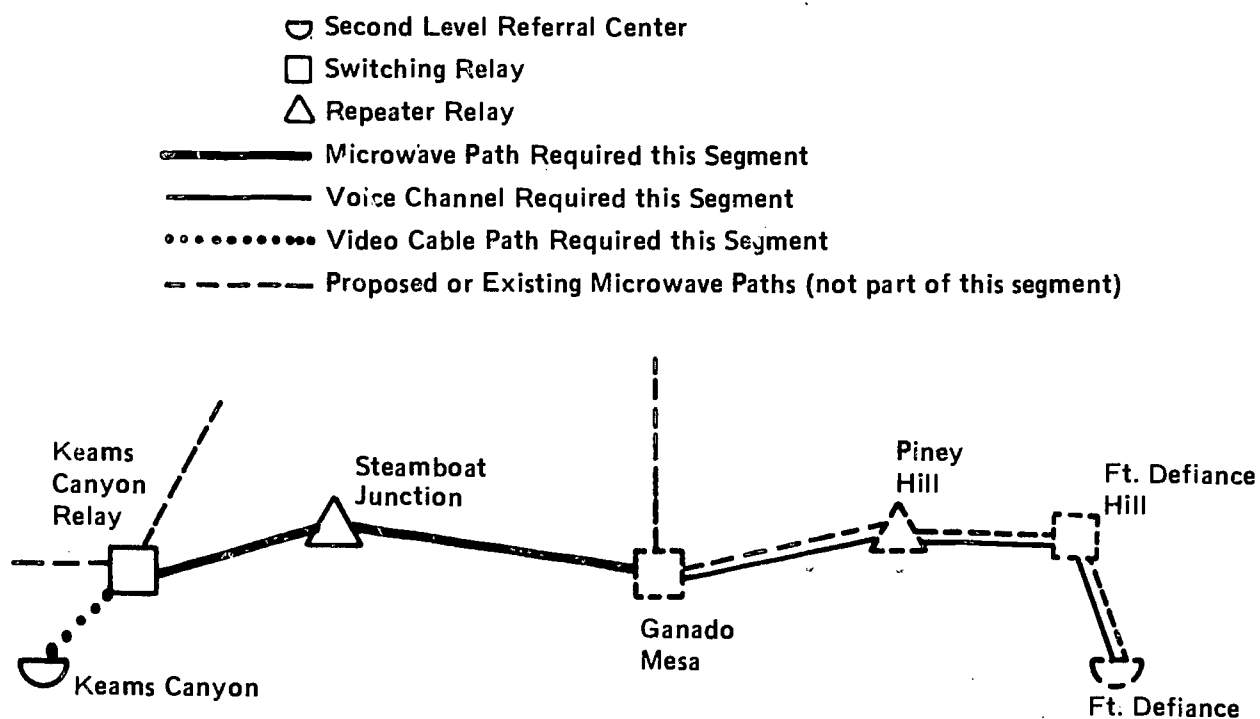 Second Level Referral Center
Switching Relay
Repeater Relay
Microwave Path Required this Segment
Voice Channel Required this Segment
Video Cable Path Required this Segment
Proposed or Existing Microwave Paths (not part of this segment)
Keams
Canyon
Relay
Steamboat
Junction
Piney
Hill
Ft. Defiance
Hill
Ganado
Mesa
Keams Canyon
Ft. Defiance